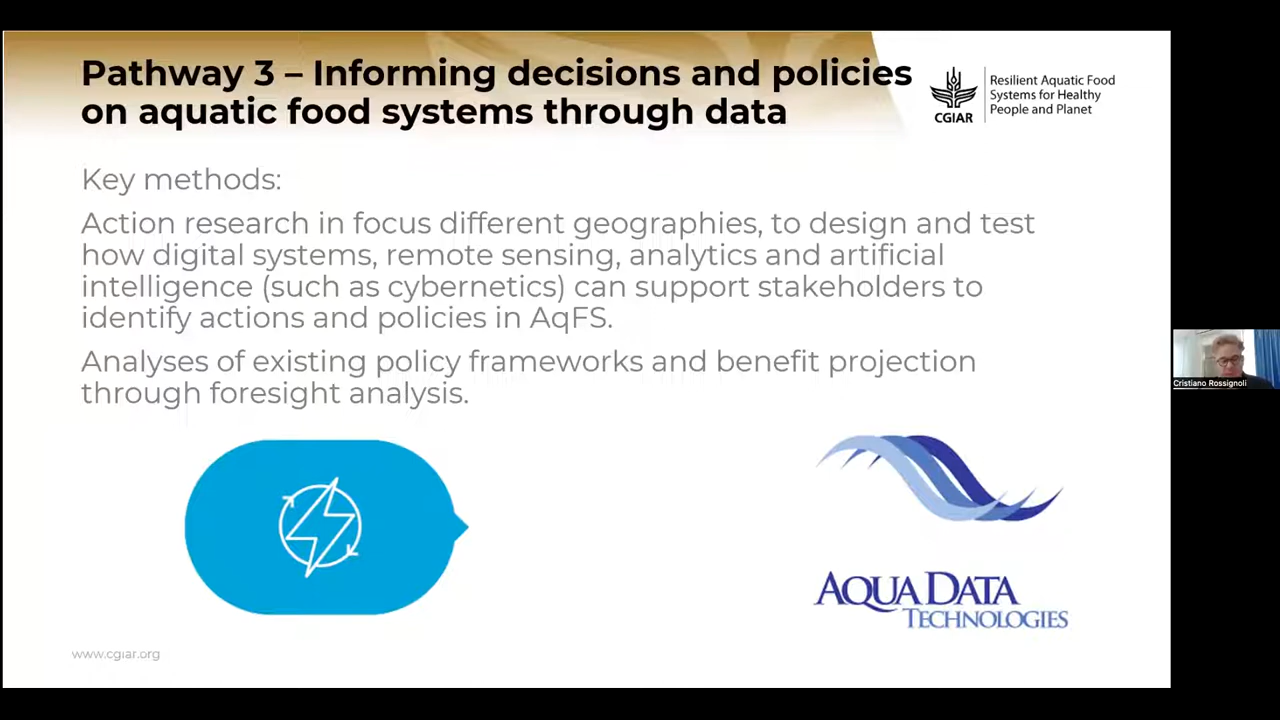 Pathway 3 – Informing decisions and policies
on aquatic food systems through data
CGIAR
Resilient Aquatic Food
Systems for Healthy
People and Planet
Key methods:
Action research in focus different geographies, to design and test
how digital systems, remote sensing, analytics and artificial
intelligence (such as cybernetics) can support stakeholders to
identify actions and policies in AqFS.
Analyses of existing policy frameworks and benefit projection
through foresight analysis.
AQUA DATA
TECHNOLOGIES
www.cgiar.org
Cristiano Rossignoli